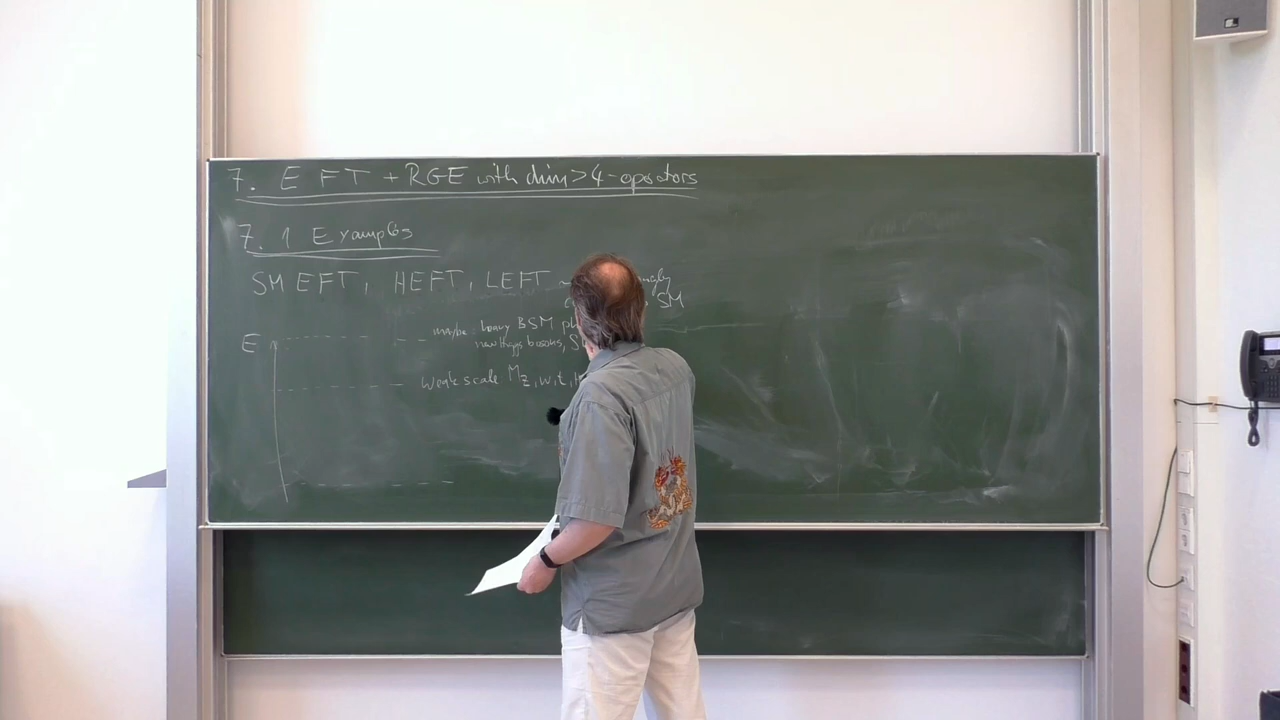 7. EFT + RGE with dim>4-operators
7.1 Examples
SMEFT, HEFT, LEFT
SM
E
maybe: heavy BSM
new Higgs bosons,
Weak scale M_Z,W,t,